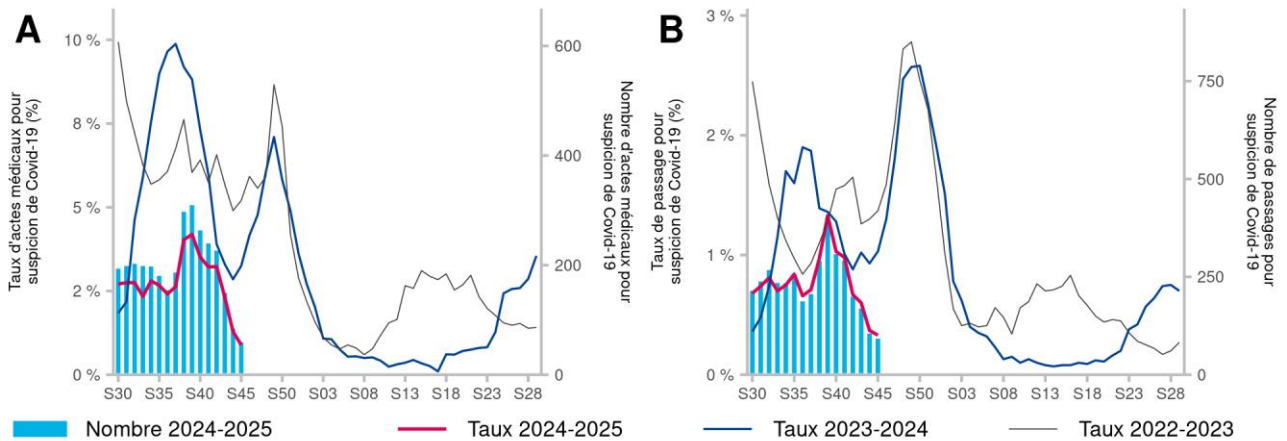 A
Taux d'actes médicaux pour
suspicion de Covid-19 (%)
10 %
8 %
5 %
2 %
0 %
600
400
200
0
Nombre d'actes médicaux pour
suspicion de Covid-19
S30 S35 S40 S45 S50 S03 S08 S13 S18 S23 S28
B
Taux de passage pour
suspicion de Covid-19 (%)
3 %
2 %
1 %
0 %
750
500
250
0
Nombre de passages pour
suspicion de Covid-19
S30 S35 S40 S45 S50 S03 S08 S13 S18 S23 S28
Nombre 2024-2025 Taux 2024-2025 Taux 2023-2024 Taux 2022-2023